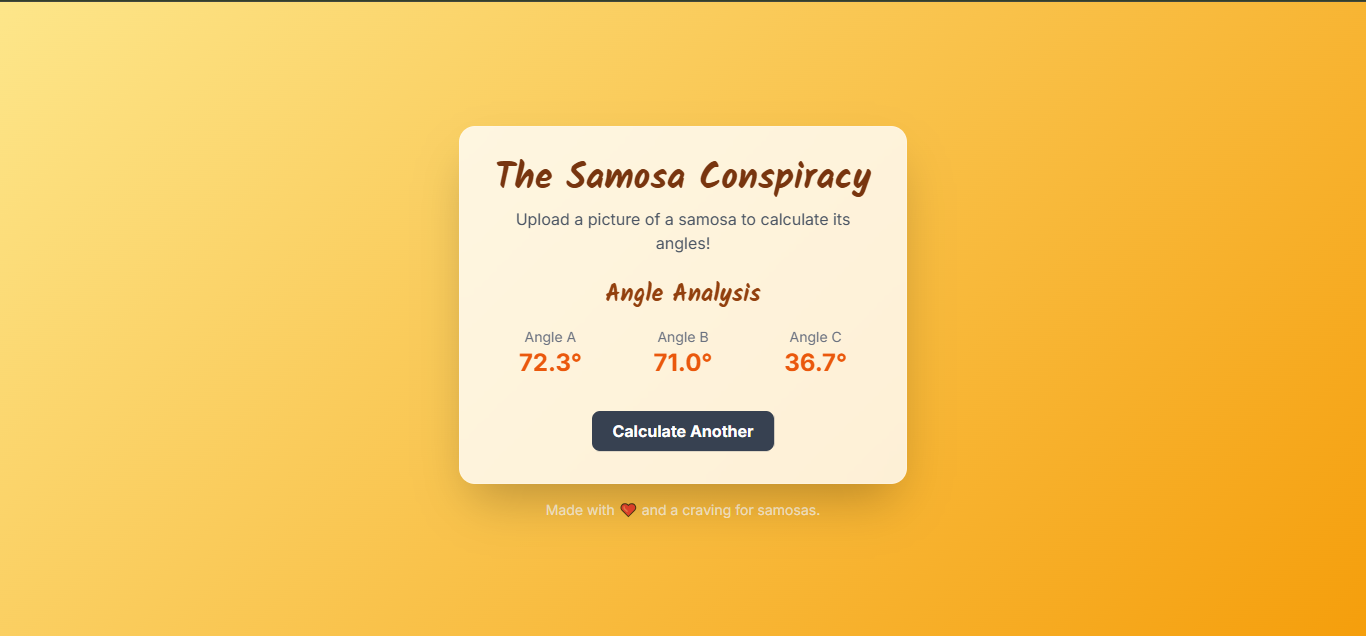 The Samosa Conspiracy
Upload a picture of a samosa to calculate its
angles!
Angle Analysis
Angle A Angle B Angle C
72.3° 71.0° 36.7°
Calculate Another
Made with ❤️ and a craving for samosas.